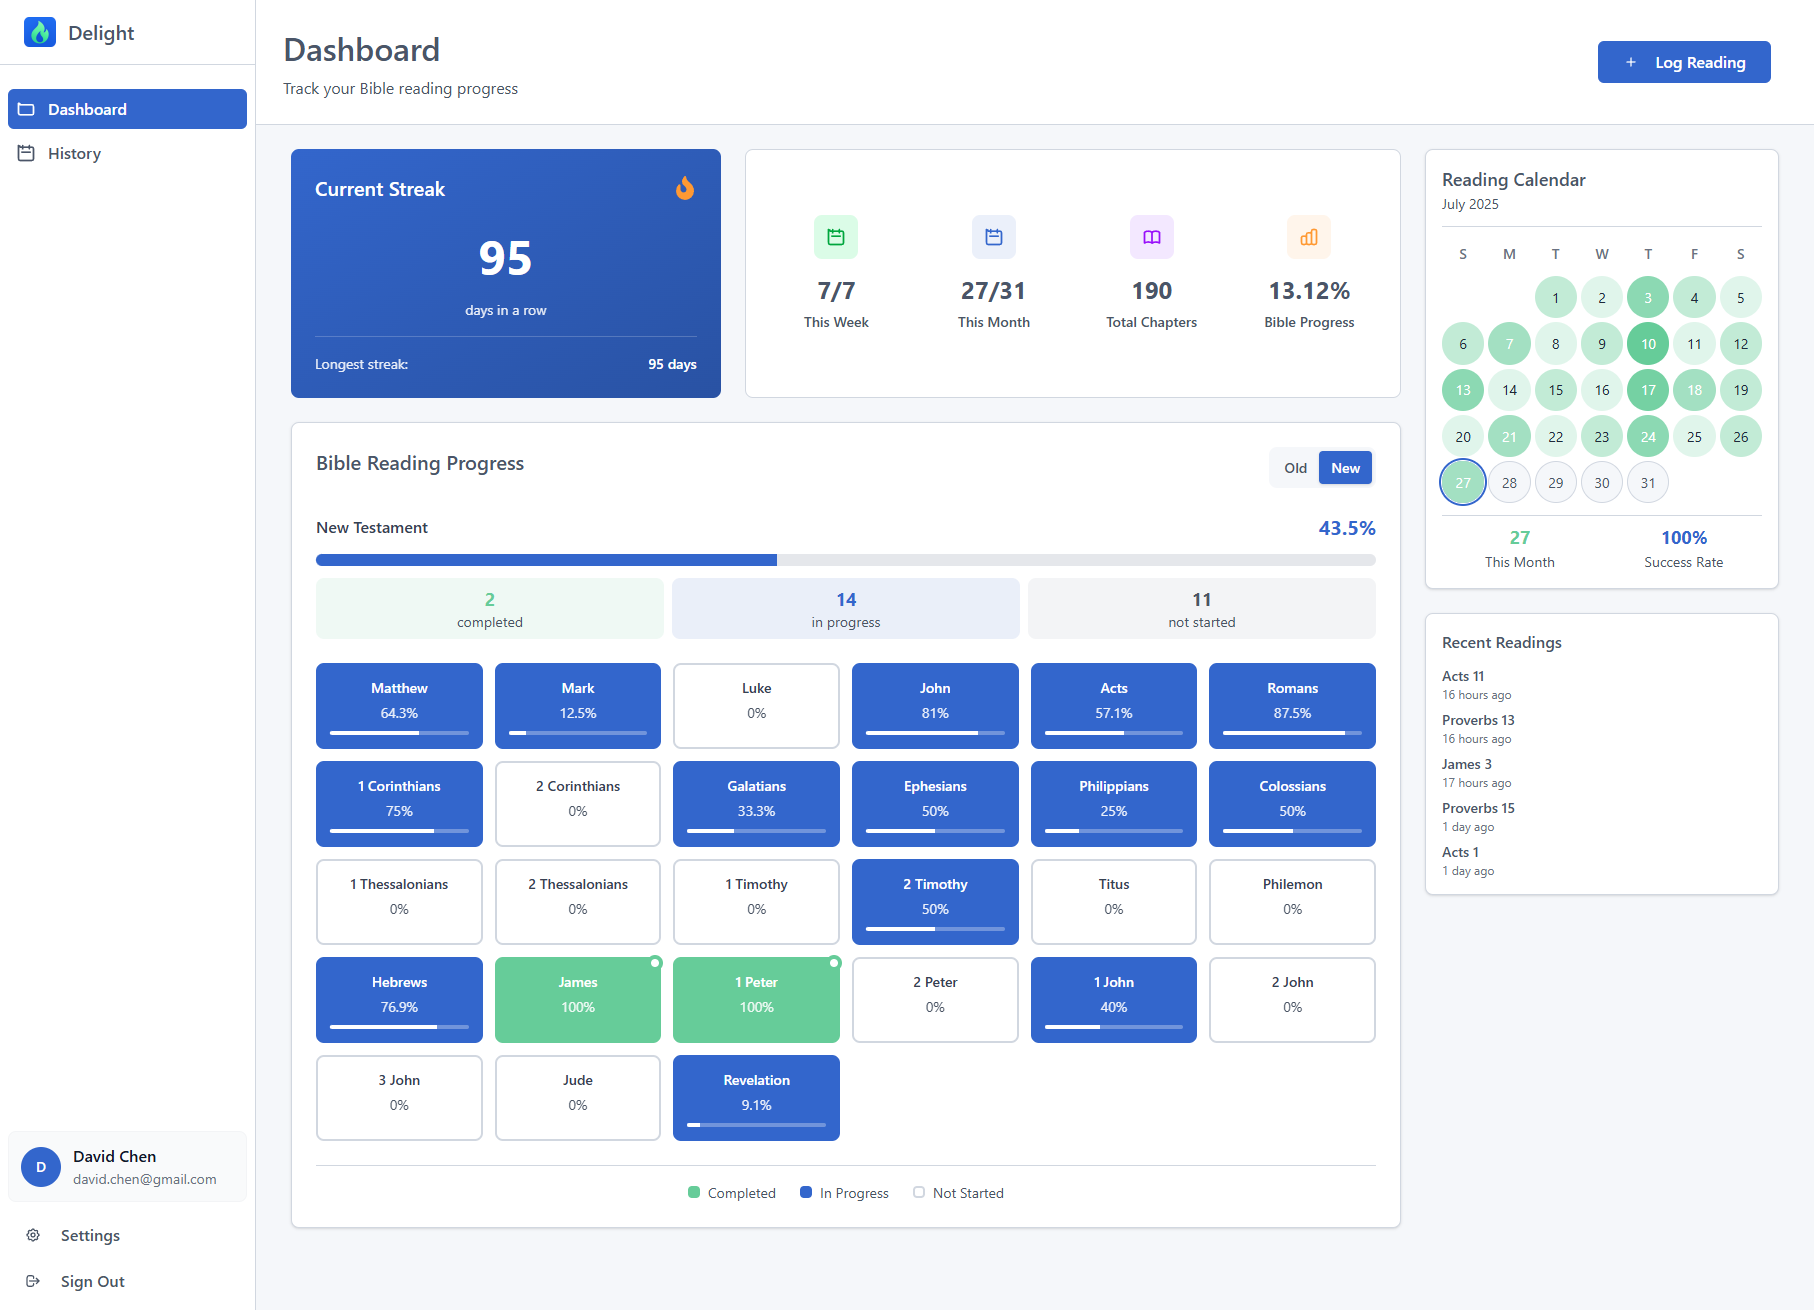 Delight
Dashboard
History
David Chen
D
david.chen@gmail.com
Settings
Sign Out
Dashboard
Track your Bible reading progress
+ Log Reading
Current Streak
95
days in a row
Longest streak: 95 days
7/7 27/31 190 13.12%
This Week This Month Total Chapters Bible Progress
Bible Reading Progress
Old New
New Testament 43.5%
2 14 11
completed in progress not started
Matthew Mark Luke John Acts Romans
64.3% 12.5% 0% 81% 57.1% 87.5%
1 Corinthians 2 Corinthians Galatians Ephesians Philippians Colossians
75% 0% 33.3% 50% 25% 50%
1 Thessalonians 2 Thessalonians 1 Timothy 2 Timothy Titus Philemon
0% 0% 0% 50% 0% 0%
Hebrews James 1 Peter 2 Peter 1 John 2 John
76.9% 100% 100% 0% 40% 0%
3 John Jude Revelation
0% 0% 9.1%
Completed In Progress Not Started
Reading Calendar
July 2025
S M T W T F S
1 2 3 4 5
6 7 8 9 10 11 12
13 14 15 16 17 18 19
20 21 22 23 24 25 26
27 28 29 30 31
27 100%
This Month Success Rate
Recent Readings
Acts 11
16 hours ago
Proverbs 13
16 hours ago
James 3
17 hours ago
Proverbs 15
1 day ago
Acts 1
1 day ago